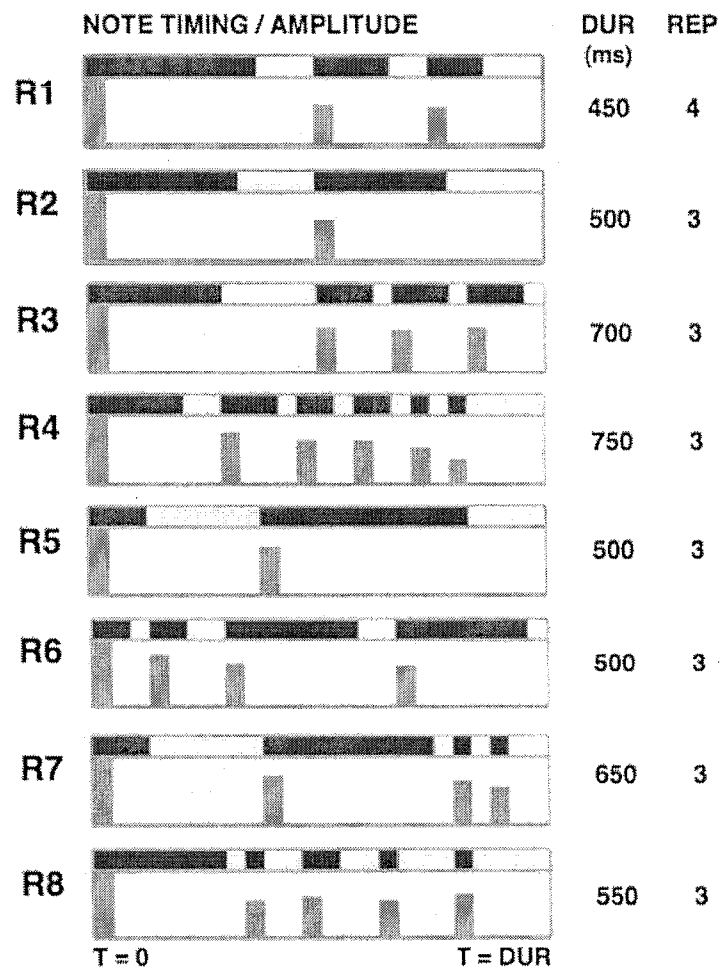 NOTE TIMING / AMPLITUDE DUR REP
(ms)
R1 450 4
R2 500 3
R3 700 3
R4 750 3
R5 500 3
R6 500 3
R7 650 3
R8 550 3
T = 0 T = DUR